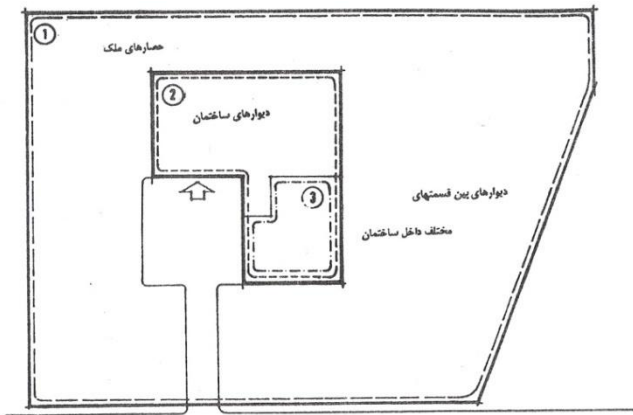 ①
حصارهای ملک
②
دیوارهای ساختمان
③
دیوارهای بین قسمتهای
مختلف داخل ساختمان